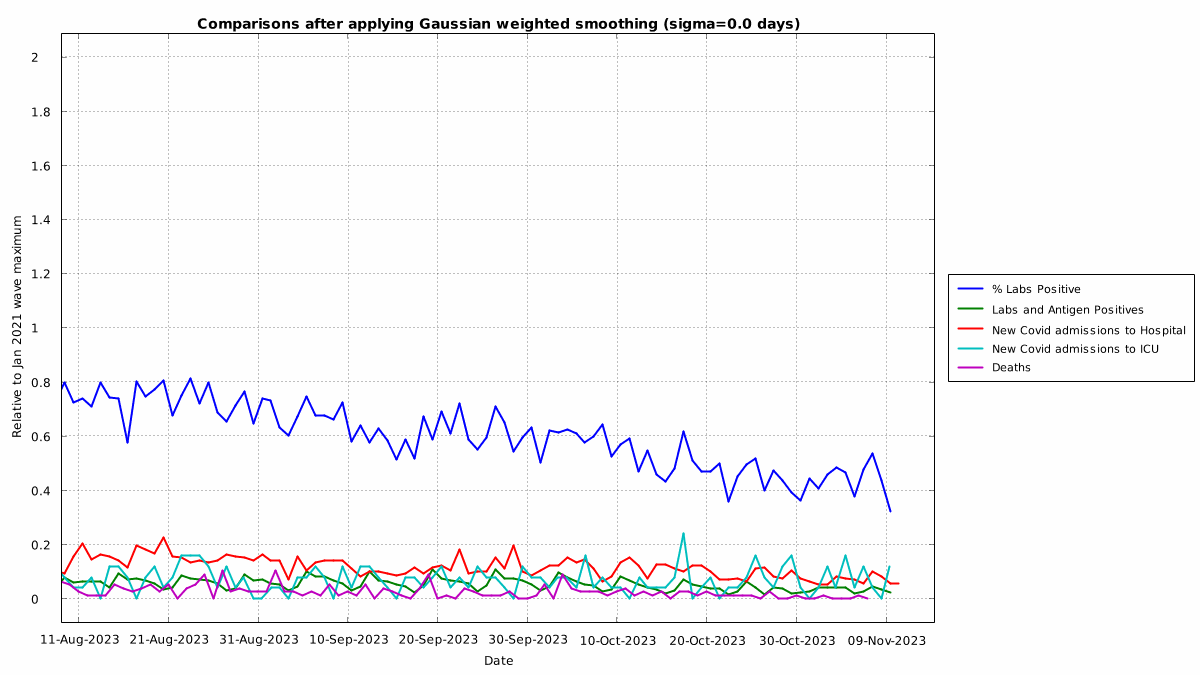 Comparisons after applying Gaussian weighted smoothing (sigma=0.0 days)
Relative to Jan 2021 wave maximum
2
1.8
1.6
1.4
1.2
1
0.8
0.6
0.4
0.2
0
11-Aug-2023 21-Aug-2023 31-Aug-2023 10-Sep-2023 20-Sep-2023 30-Sep-2023 10-Oct-2023 20-Oct-2023 30-Oct-2023 09-Nov-2023
Date
% Labs Positive
Labs and Antigen Positives
New Covid admissions to Hospital
New Covid admissions to ICU
Deaths